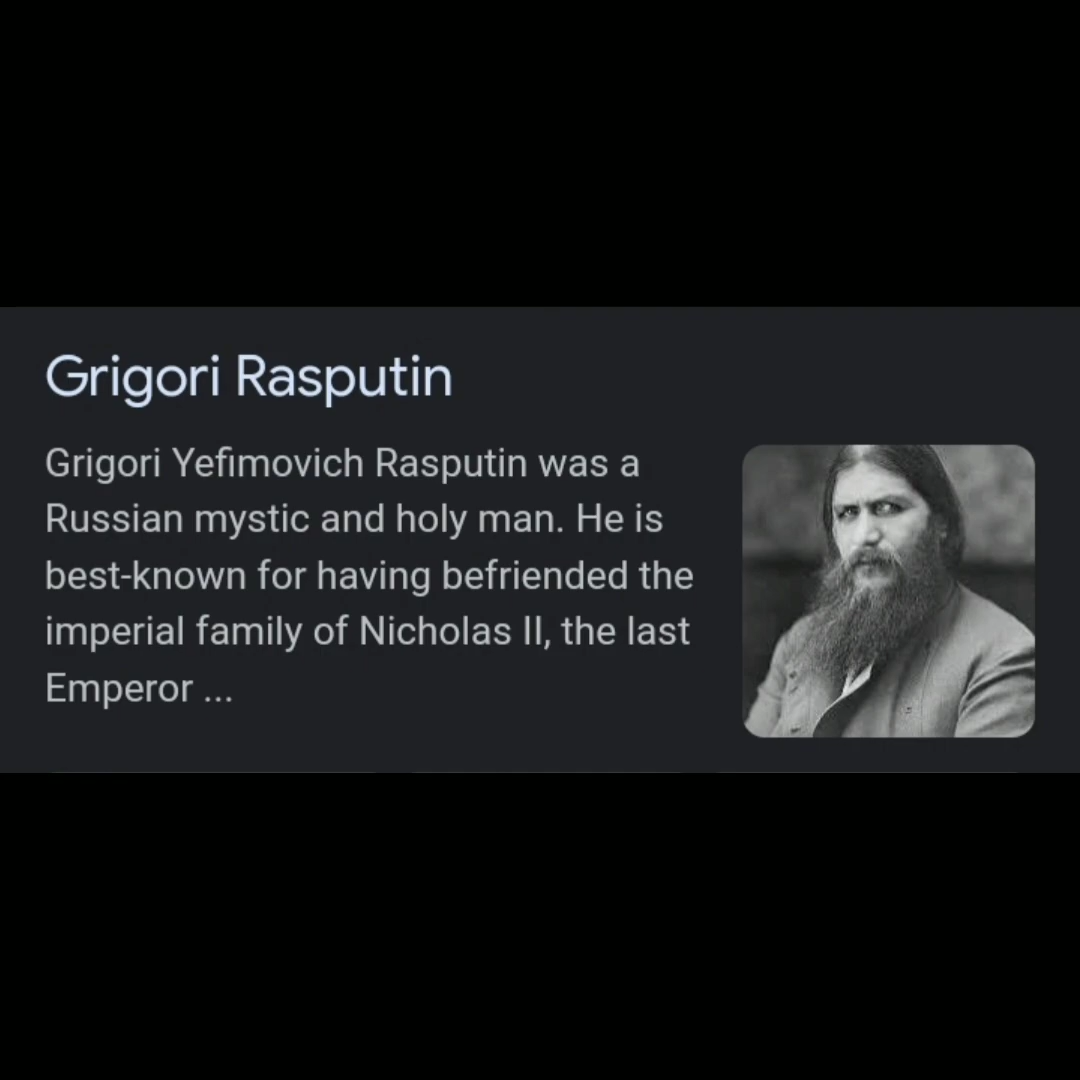 Grigori Rasputin
Grigori Yefimovich Rasputin was a
Russian mystic and holy man. He is
best-known for having befriended the
imperial family of Nicholas II, the last
Emperor ...